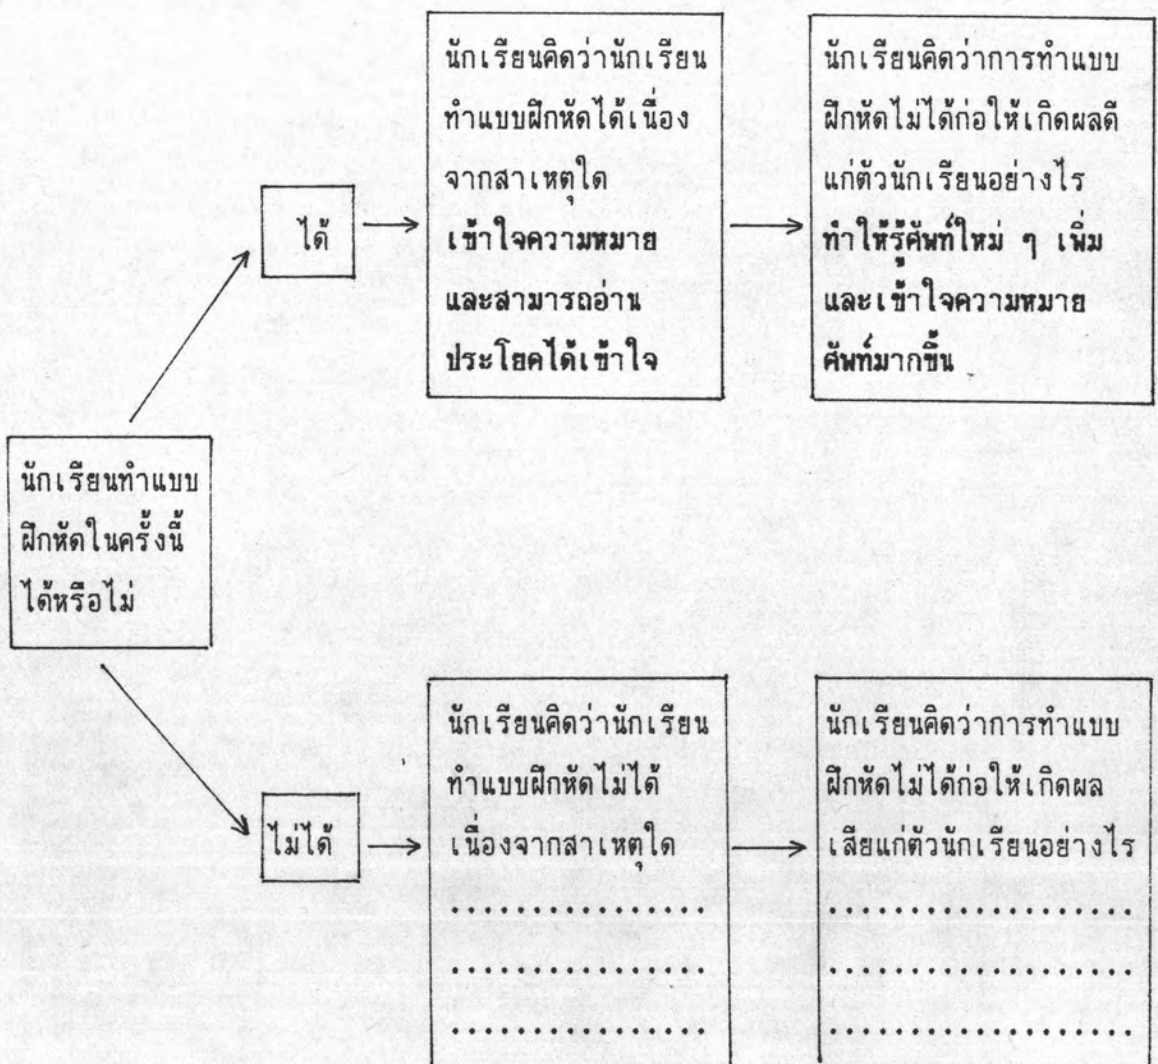 นักเรียนทำแบบ
ฝึกหัดในครั้งนี้
ได้หรือไม่
ได้
นักเรียนคิดว่านักเรียน
ทำแบบฝึกหัดได้เนื่อง
จากสาเหตุใด
เข้าใจความหมาย
และสามารถอ่าน
ประโยคได้เข้าใจ
นักเรียนคิดว่าการทำแบบ
ฝึกหัดไม่ได้ก่อให้เกิดผลดี
แก่ตัวนักเรียนอย่างไร
ทำให้รู้ศัพท์ใหม่ ๆ เพิ่ม
และเข้าใจความหมาย
ศัพท์มากขึ้น
ไม่ได้
นักเรียนคิดว่านักเรียน
ทำแบบฝึกหัดไม่ได้
เนื่องจากสาเหตุใด
................
...............
................
นักเรียนคิดว่าการทำแบบ
ฝึกหัดไม่ได้ก่อให้เกิดผล
เสียแก่ตัวนักเรียนอย่างไร
...................
...................
...................